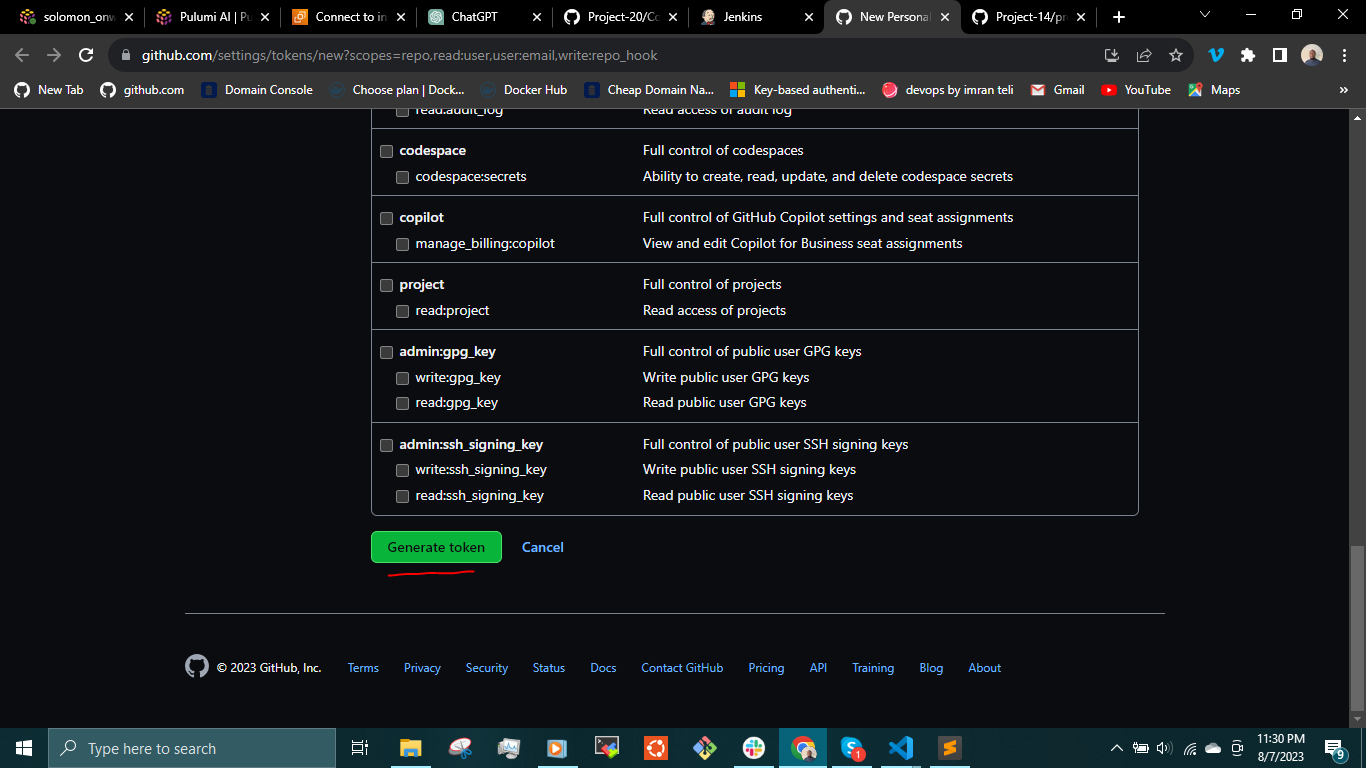 solomon_onw
Pulumi AI | Pu
Connect to in
ChatGPT
Project-20/Co
Jenkins
New Personal
Project-14/pr
github.com/settings/tokens/new?scopes=repo,read:user,user:email,write:repo_hook
New Tab
github.com
Domain Console
Choose plan | Dock...
Docker Hub
Cheap Domain Na...
Key-based authenti...
devops by imran teli
Gmail
YouTube
Maps
»
read:audit_log Read access of audit log
codespace Full control of codespaces
codespace:secrets Ability to create, read, update, and delete codespace secrets
copilot Full control of GitHub Copilot settings and seat assignments
manage_billing:copilot View and edit Copilot for Business seat assignments
project Full control of projects
read:project Read access of projects
admin:gpg_key Full control of public user GPG keys
write:gpg_key Write public user GPG keys
read:gpg_key Read public user GPG keys
admin:ssh_signing_key Full control of public user SSH signing keys
write:ssh_signing_key Write public user SSH signing keys
read:ssh_signing_key Read public user SSH signing keys
Generate token Cancel
© 2023 GitHub, Inc. Terms Privacy Security Status Docs Contact GitHub Pricing API Training Blog About
Type here to search
1
11:30 PM
8/7/2023
9